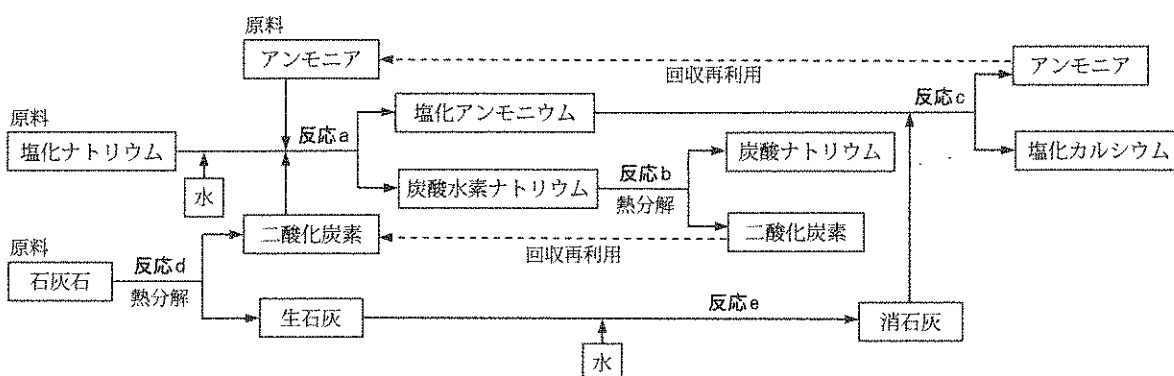 原料
アンモニア
回収再利用
アンモニア
原料
塩化ナトリウム
水
反応a
塩化アンモニウム
反応c
塩化カルシウム
炭酸水素ナトリウム
反応b
熱分解
炭酸ナトリウム
二酸化炭素
二酸化炭素
回収再利用
原料
石灰石
反応d
熱分解
生石灰
反応e
水
消石灰